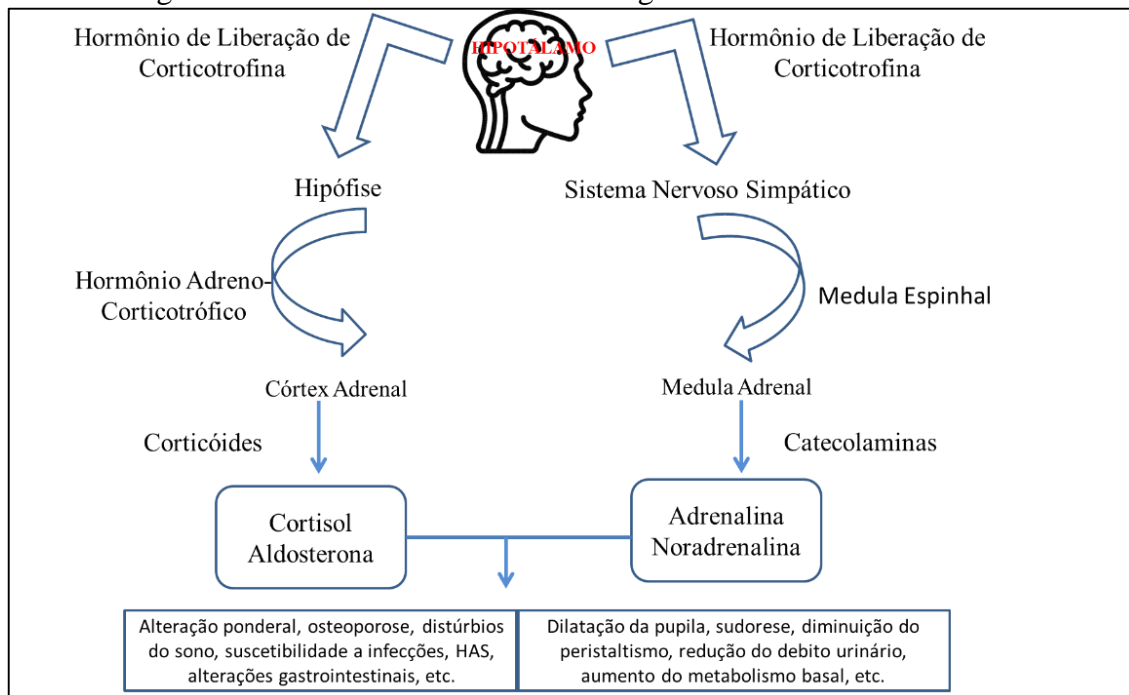 Hormônio de Liberação de
Corticotrofina
HIPOTÁLAMO
Hormônio de Liberação de
Corticotrofina
Hipófise
Sistema Nervoso Simpático
Hormônio Adreno-
Corticotrófico
Medula Espinhal
Córtex Adrenal
Medula Adrenal
Corticóides
Catecolaminas
Cortisol
Aldosterona
Adrenalina
Noradrenalina
Alteração ponderal, osteoporose, distúrbios
do sono, suscetibilidade a infecções, HAS,
alterações gastrointestinais, etc.
Dilatação da pupila, sudorese, diminuição do
peristaltismo, redução do debito urinário,
aumento do metabolismo basal, etc.